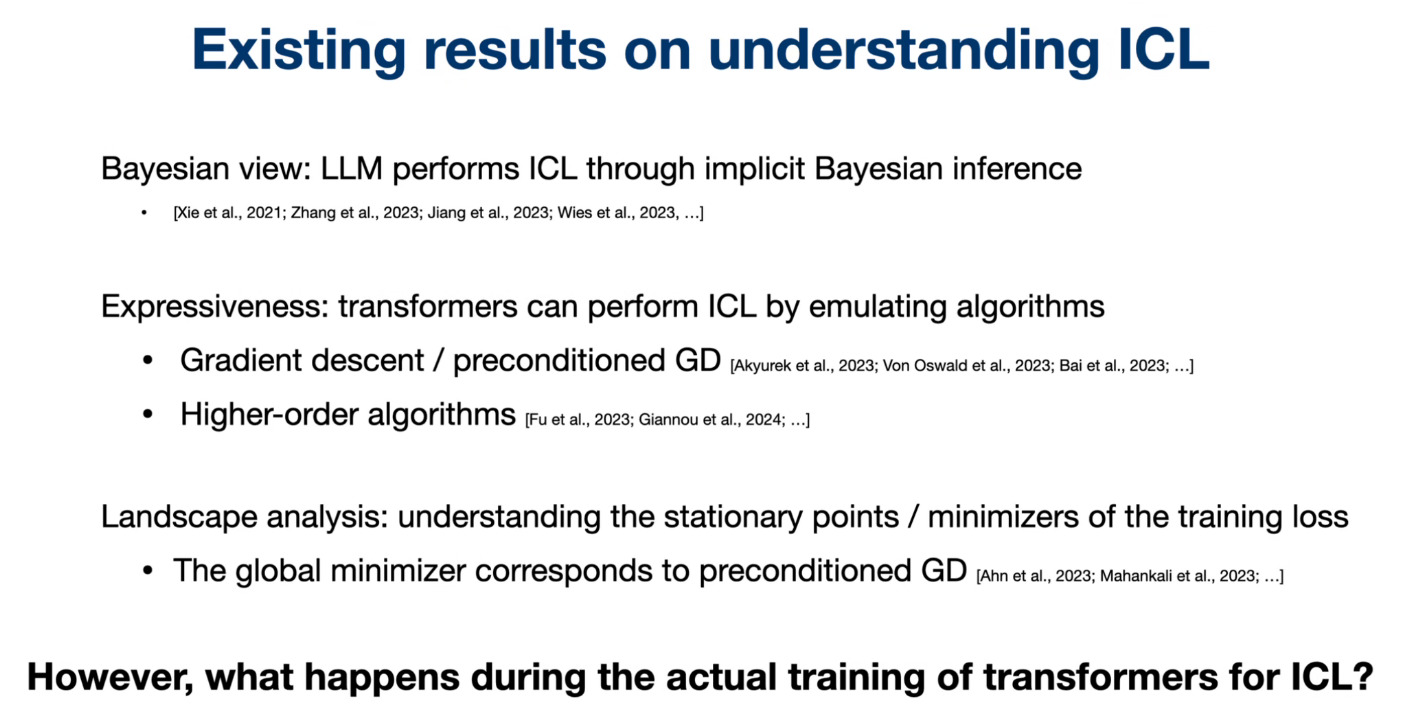 Existing results on understanding ICL
Bayesian view: LLM performs ICL through implicit Bayesian inference
• [Xie et al., 2021; Zhang et al., 2023; Jiang et al., 2023; Wies et al., 2023, …]
Expressiveness: transformers can perform ICL by emulating algorithms
• Gradient descent / preconditioned GD [Akyurek et al., 2023; Von Oswald et al., 2023; Bai et al., 2023; …]
• Higher-order algorithms [Fu et al., 2023; Giannou et al., 2024; …]
Landscape analysis: understanding the stationary points / minimizers of the training loss
• The global minimizer corresponds to preconditioned GD [Ahn et al., 2023; Mahankali et al., 2023; …]
However, what happens during the actual training of transformers for ICL?